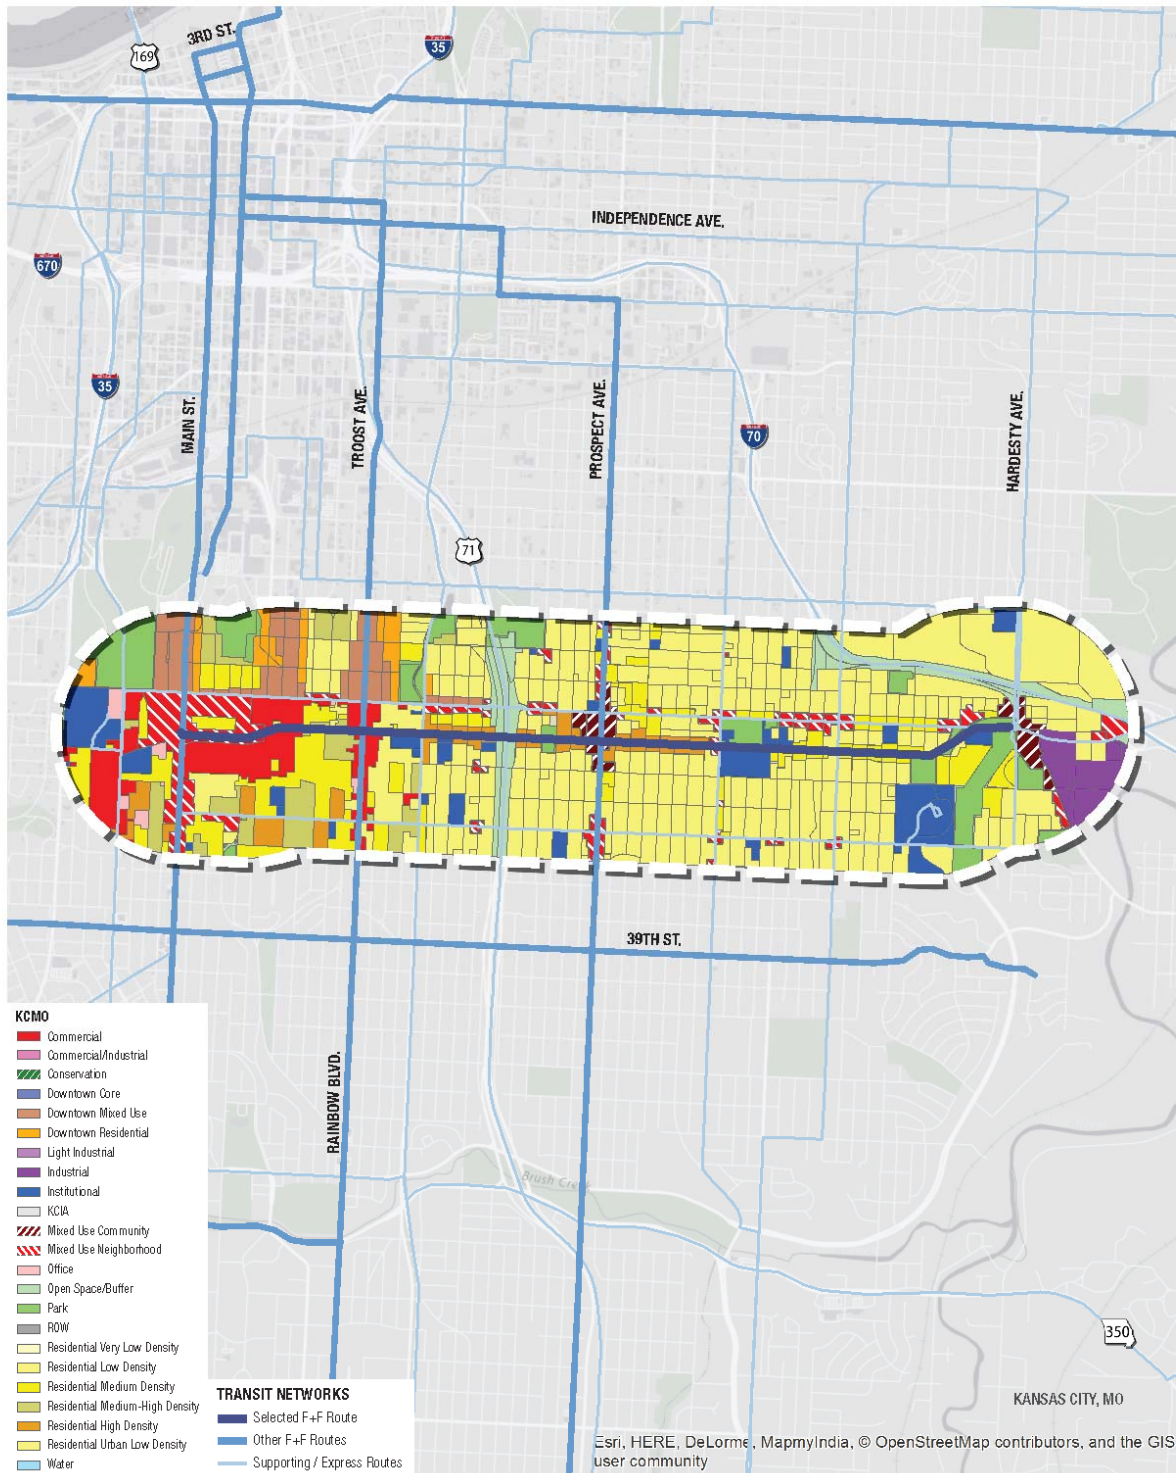 3RD ST.
169
35
INDEPENDENCE AVE.
670
35
MAIN ST.
TROOST AVE.
PROSPECT AVE.
70
HARDESTY AVE.
71
39TH ST.
RAINBOW BLVD.
Brush Creek
350
KANSAS CITY, MO
KCMO
Commercial
Commercial/Industrial
Conservation
Downtown Core
Downtown Mixed Use
Downtown Residential
Light Industrial
Industrial
Institutional
KCIA
Mixed Use Community
Mixed Use Neighborhood
Office
Open Space/Buffer
Park
ROW
Residential Very Low Density
Residential Low Density
Residential Medium Density
Residential Medium-High Density
Residential High Density
Residential Urban Low Density
Water
TRANSIT NETWORKS
Selected F+F Route
Other F+F Routes
Supporting / Express Routes
Esri, HERE, DeLorme, MapmyIndia, © OpenStreetMap contributors, and the GIS
user community